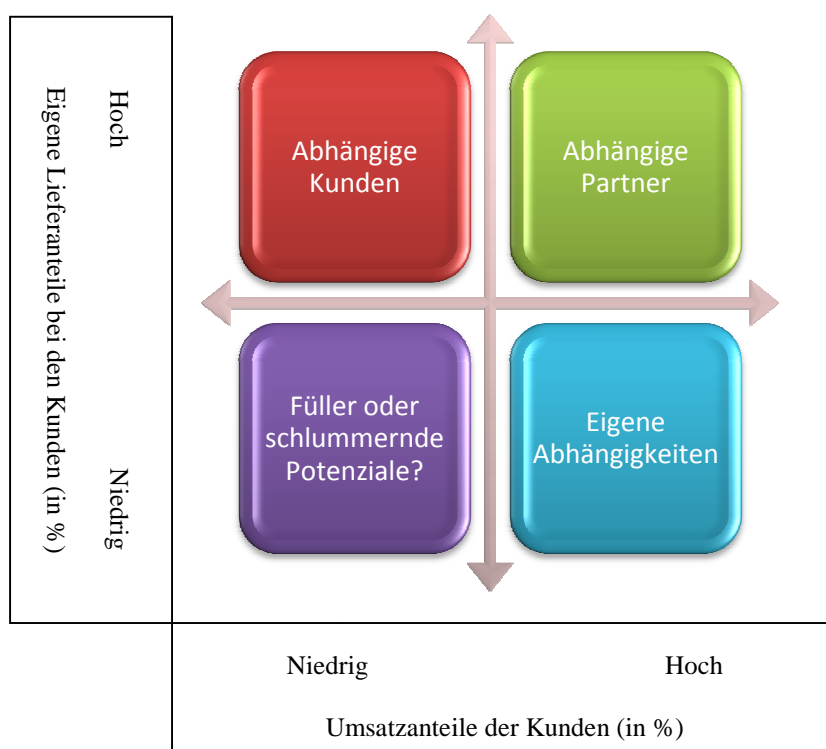 Eigene Lieferanteile bei den Kunden (in %)
Hoch
Niedrig
Abhängige
Kunden
Abhängige
Partner
Füller oder
schlummernde
Potenziale?
Eigene
Abhängigkeiten
Niedrig
Hoch
Umsatzanteile der Kunden (in %)